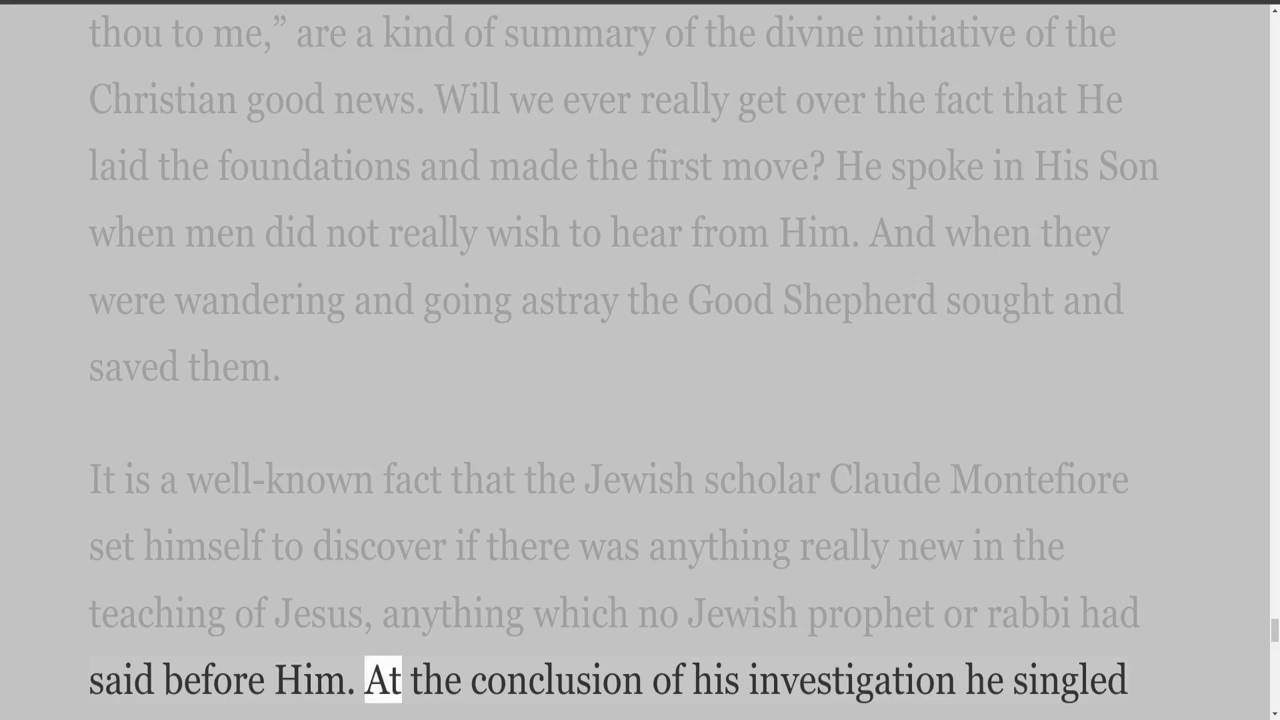 thou to me,” are a kind of summary of the divine initiative of the
Christian good news. Will we ever really get over the fact that He
laid the foundations and made the first move? He spoke in His Son
when men did not really wish to hear from Him. And when they
were wandering and going astray the Good Shepherd sought and
saved them.
It is a well-known fact that the Jewish scholar Claude Montefiore
set himself to discover if there was anything really new in the
teaching of Jesus, anything which no Jewish prophet or rabbi had
said before Him. At the conclusion of his investigation he singled